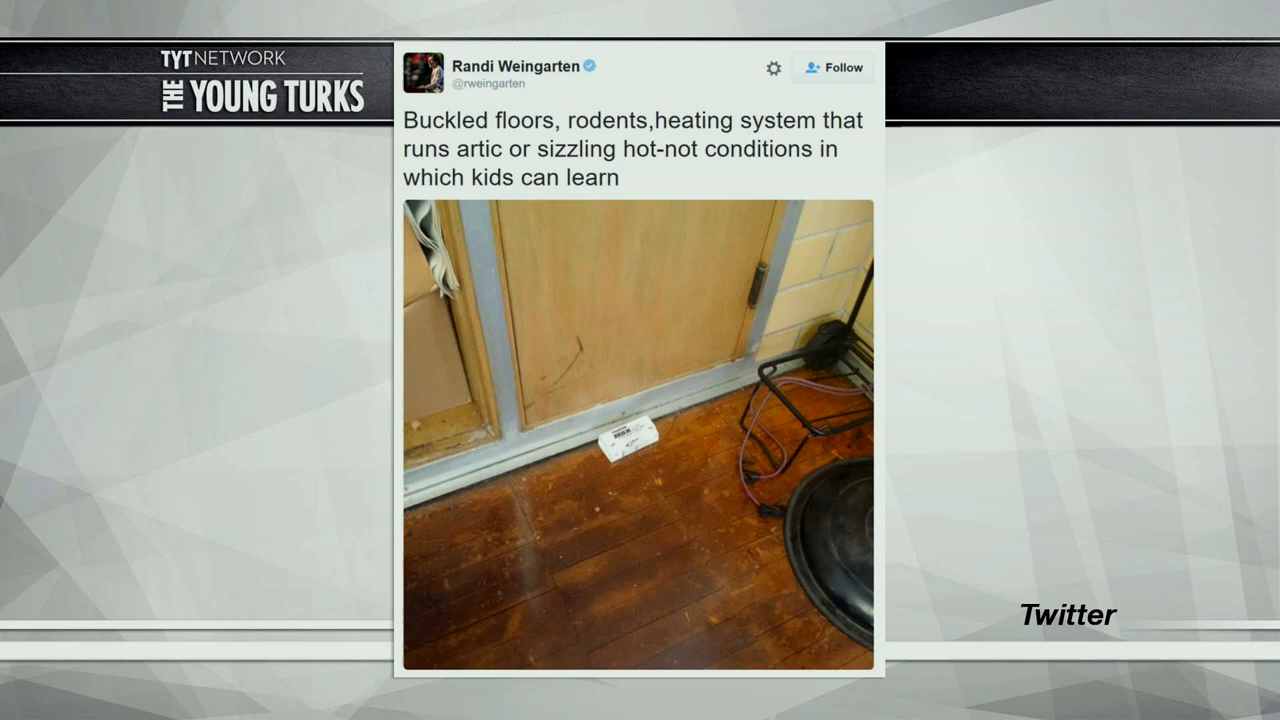 TYT NETWORK
THE YOUNG TURKS
Randi Weingarten
@rweingarten
Follow
Buckled floors, rodents,heating system that
runs artic or sizzling hot-not conditions in
which kids can learn
Twitter